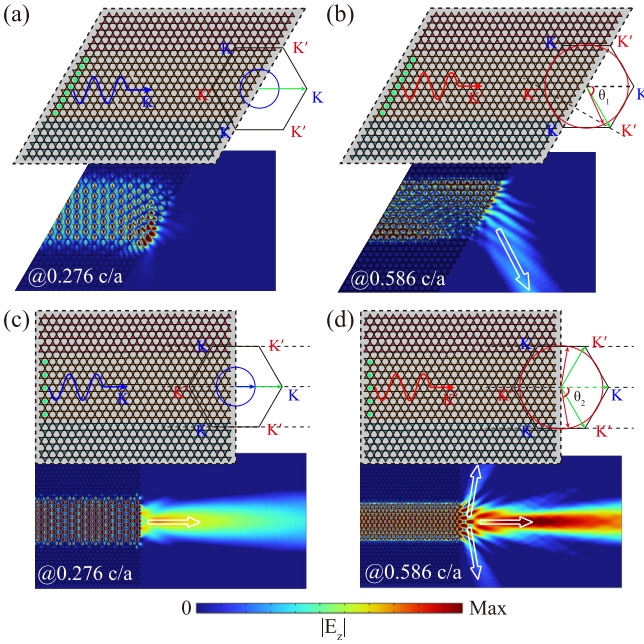 (a)
(b)
K
K′
K
K′
K
K
K′
K
K′
K′
K
K
θ1
K′
@0.276 c/a
@0.586 c/a
(c)
(d)
K
K′
K
K′
K
K
K′
K
K′
K′
K
K
θ2
K′
@0.276 c/a
@0.586 c/a
0
Max
|Ez|